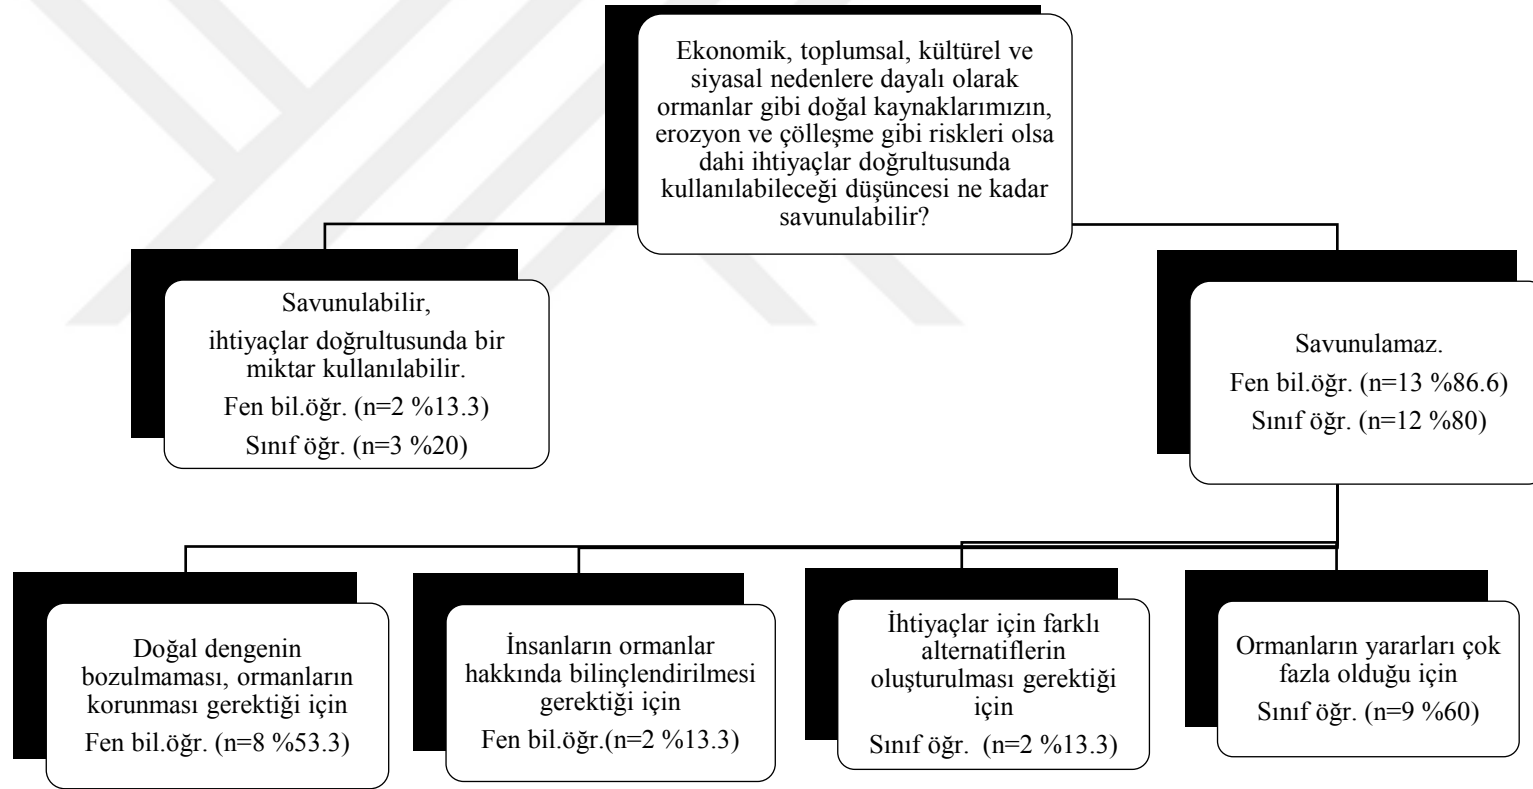 Ekonomik, toplumsal, kültürel ve
siyasal nedenlere dayalı olarak
ormanlar gibi doğal kaynaklarımızın,
erozyon ve çölleşme gibi riskleri olsa
dahi ihtiyaçlar doğrultusunda
kullanılabileceği düşüncesi ne kadar
savunulabilir?
Savunulabilir,
ihtiyaçlar doğrultusunda bir
miktar kullanılabilir.
Fen bil.öğr. (n=2 %13.3)
Sınıf öğr. (n=3 %20)
Savunulamaz.
Fen bil.öğr. (n=13 %86.6)
Sınıf öğr. (n=12 %80)
Doğal dengenin
bozulmaması, ormanların
korunması gerektiği için
Fen bil.öğr. (n=8 %53.3)
İnsanların ormanlar
hakkında bilinçlendirilmesi
gerektiği için
Fen bil.öğr.(n=2 %13.3)
İhtiyaçlar için farklı
alternatiflerin
oluşturulması gerektiği
için
Sınıf öğr.  (n=2 %13.3)
Ormanların yararları çok
fazla olduğu için
Sınıf öğr. (n=9 %60)